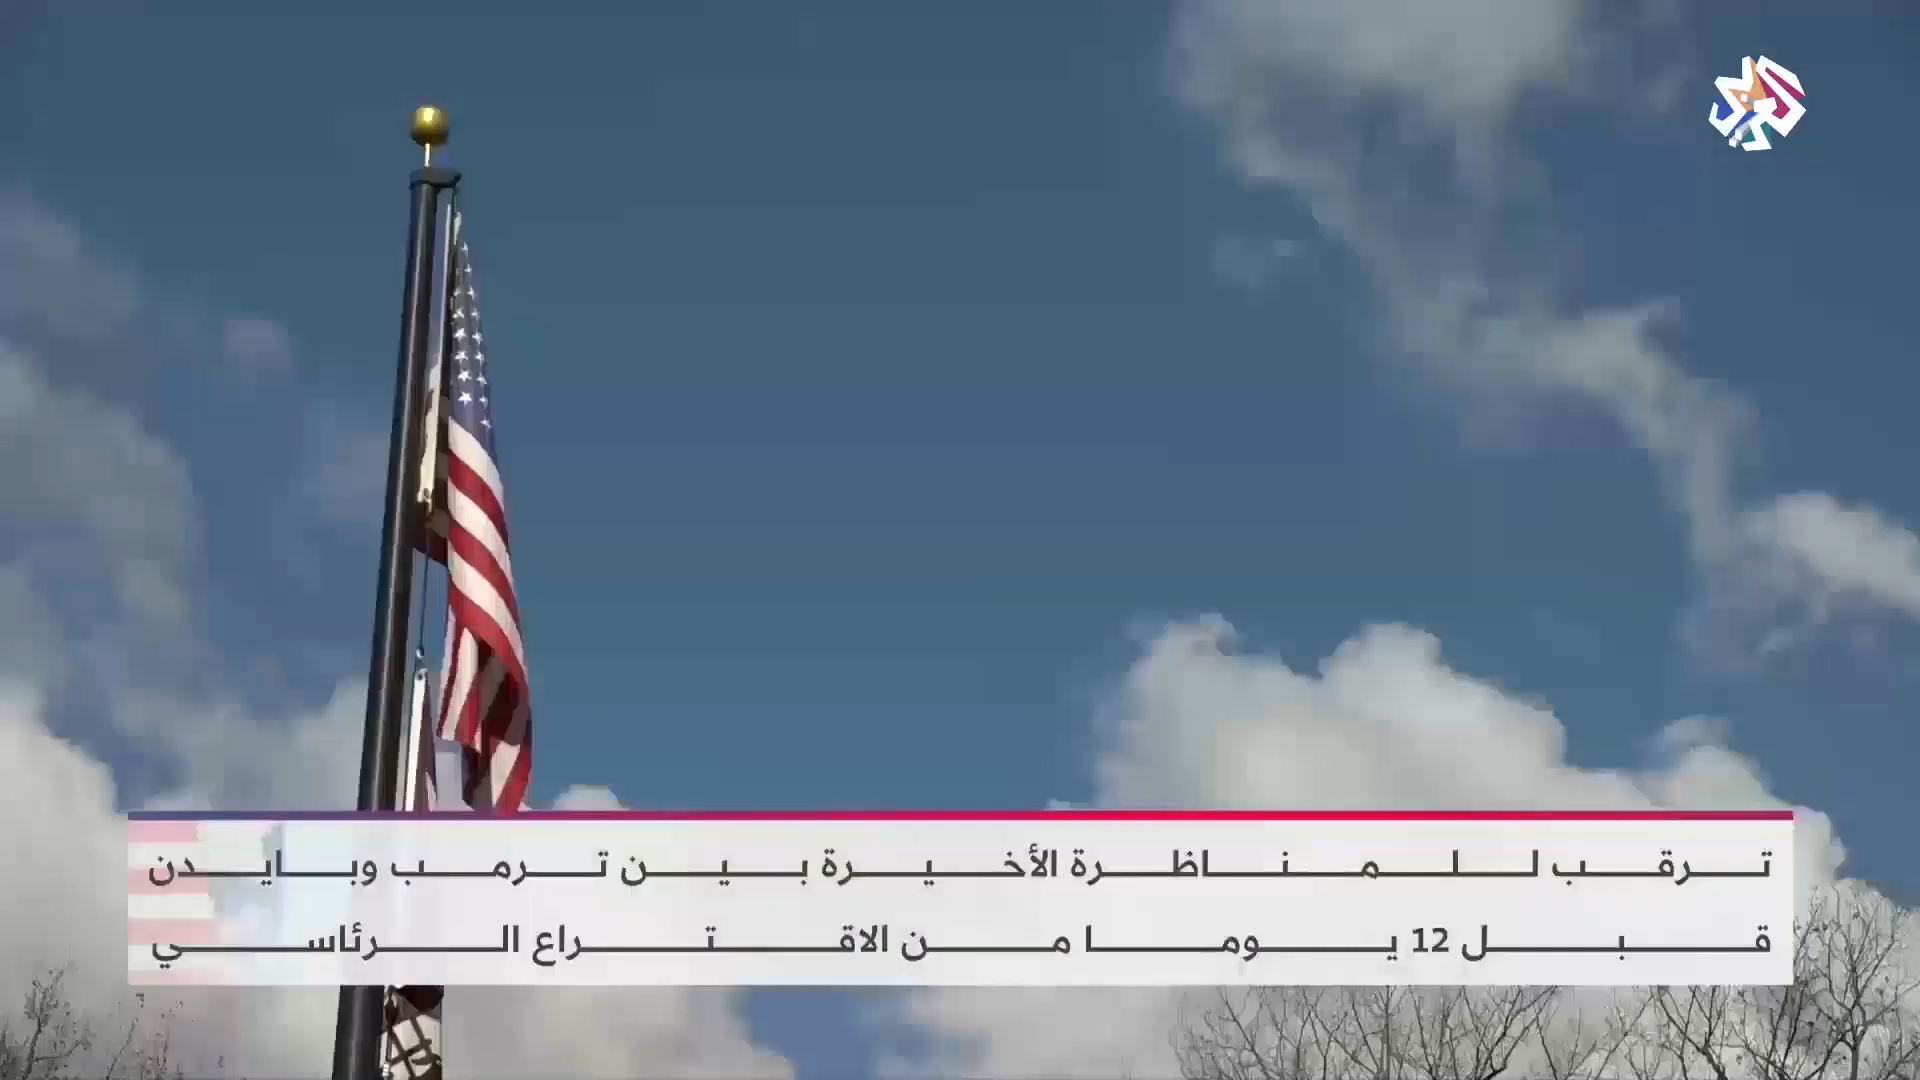 ترقب للمناظرة الأخيرة بين ترمب وبايدن
قبل 12 يوما من الاقتراع الرئاسي